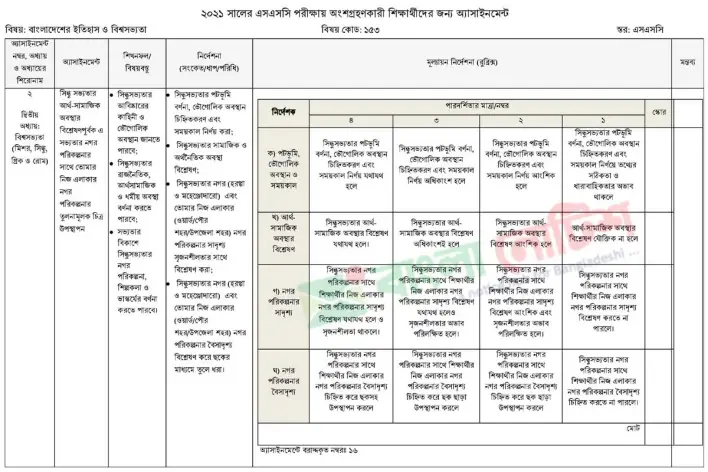 ২০২১ সালের এসএসসি পরীক্ষায় অংশগ্রহণকারী শিক্ষার্থীদের জন্য অ্যাসাইনমেন্ট
বিষয়: বাংলাদেশের ইতিহাস ও বিশ্বসভ্যতা
বিষয় কোড: ১৫৩
স্তর: এসএসসি
অ্যাসাইনমেন্ট
নম্বর, অধ্যায়
ও অধ্যায়ের
শিরোনাম
অ্যাসাইনমেন্ট
শিখনফল/
বিষয়বস্তু
নির্দেশনা
(সংকেত/ধাপ/পরিধি)
মূল্যায়ন নির্দেশনা (রুব্রিক্স)
মন্তব্য
২
দ্বিতীয়
অধ্যায়:
বিশ্বসভ্যতা
(মিশর, সিন্ধু,
গ্রিক ও রোম)
সিন্ধু সভ্যতার
আর্থ-সামাজিক
অবস্থার
বিশ্লেষণপূর্বক এ
সভ্যতার নগর
পরিকল্পনার
সাথে তোমার
নিজ এলাকার
নগর
পরিকল্পনার
তুলনামূলক চিত্র
উপস্থাপন
• সিন্ধুসভ্যতার
আবিষ্কারের
কাহিনী ও
ভৌগোলিক
অবস্থান জানতে
পারবে;
• সিন্ধুসভ্যতার
রাজনৈতিক,
আর্থসামাজিক
ও ধর্মীয় অবস্থা
বর্ণনা করতে
পারবে;
• সভ্যতার
বিকাশে
সিন্ধুসভ্যতার
নগর
পরিকল্পনা,
শিল্পকলা ও
ভাস্কর্যের বর্ণনা
করতে পারবে।
• সিন্ধুসভ্যতার পটভূমি
বর্ণনা, ভৌগোলিক অবস্থান
চিহ্নিতকরণ এবং
সময়কাল নির্ণয় করা;
• সিন্ধুসভ্যতার সামাজিক ও
অর্থনৈতিক অবস্থা
বিশ্লেষণ;
• সিন্ধুসভ্যতার নগর (হরপ্পা
ও মহেঞ্জোদারো) এবং
তোমার নিজ এলাকার
(ওয়ার্ড/পৌর
শহর/উপজেলা শহর) নগর
পরিকল্পনার সাদৃশ্য
সৃজনশীলতার সাথে
বিশ্লেষণ করা;
• সিন্ধুসভ্যতার নগর (হরপ্পা
ও মহেঞ্জোদারো) এবং
তোমার নিজ এলাকার
(ওয়ার্ড/পৌর
শহর/উপজেলা শহর) নগর
পরিকল্পনার বৈসাদৃশ্য
বিশ্লেষণ করে ছকের
মাধ্যমে তুলে ধরা।
নির্দেশক
পারদর্শিতার মাত্রা/নম্বর
স্কোর
৪
৩
২
১
ক) পটভূমি,
ভৌগোলিক
অবস্থান ও
সময়কাল
সিন্ধুসভ্যতার পটভূমি
বর্ণনা, ভৌগোলিক অবস্থান
চিহ্নিতকরণ এবং
সময়কাল নির্ণয় যথাযথ
হলে
সিন্ধুসভ্যতার পটভূমি বর্ণনা,
ভৌগোলিক অবস্থান
চিহ্নিতকরণ এবং সময়কাল
নির্ণয় অধিকাংশ হলে
সিন্ধুসভ্যতার পটভূমি
বর্ণনা, ভৌগোলিক অবস্থান
চিহ্নিতকরণ এবং
সময়কাল নির্ণয় আংশিক
হলে
সিন্ধুসভ্যতার পটভূমি
বর্ণনা, ভৌগোলিক অবস্থান
চিহ্নিতকরণ এবং
সময়কাল নির্ণয়ে তথ্যের
সঠিকতা ও
ধারাবাহিকতার অভাব
থাকলে
খ) আর্থ-
সামাজিক
অবস্থার
বিশ্লেষণ
সিন্ধুসভ্যতার আর্থ-
সামাজিক অবস্থার বিশ্লেষণ
যথাযথ হলে।
সিন্ধুসভ্যতার আর্থ-
সামাজিক অবস্থার বিশ্লেষণ
অধিকাংশই হলে
সিন্ধুসভ্যতার আর্থ-
সামাজিক অবস্থার
বিশ্লেষণ আংশিক হলে
আর্থ-সামাজিক অবস্থার
বিশ্লেষণ যৌক্তিক না হলে
গ) নগর
পরিকল্পনার
সাদৃশ্য
সিন্ধুসভ্যতার নগর
পরিকল্পনার সাথে
শিক্ষার্থীর নিজ এলাকার
নগর পরিকল্পনার সাদৃশ্য
বিশ্লেষণ যথাযথ হলে ও
সৃজনশীলতা থাকলে।
সিন্ধুসভ্যতার নগর
পরিকল্পনার সাথে শিক্ষার্থীর
নিজ এলাকার নগর
পরিকল্পনার সাদৃশ্য বিশ্লেষণ
যথাযথ হলেও
সৃজনশীলতার অভাব
পরিলক্ষিত হলে।
সিন্ধুসভ্যতার নগর
পরিকল্পনার সাথে শিক্ষার্থীর
নিজ এলাকার নগর
পরিকল্পনার সাদৃশ্য
বিশ্লেষণ আংশিক এবং
সৃজনশীলতার অভাব
পরিলক্ষিত হলে।
সিন্ধুসভ্যতার নগর
পরিকল্পনার সাথে
শিক্ষার্থীর নিজ এলাকার
নগর পরিকল্পনার সাদৃশ্য
বিশ্লেষণ করতে না
পারলে।
ঘ) নগর
পরিকল্পনার
বৈসাদৃশ্য
সিন্ধুসভ্যতার নগর
পরিকল্পনার সাথে শিক্ষার্থীর
নিজ এলাকার নগর
পরিকল্পনার বৈসাদৃশ্য
চিহ্নিত করে ছকসহ
উপস্থাপন করলে
সিন্ধুসভ্যতার নগর
পরিকল্পনার সাথে শিক্ষার্থীর
নিজ এলাকার নগর
পরিকল্পনার বৈসাদৃশ্য
চিহ্নিত করে ছক ছাড়া
উপস্থাপন করলে
সিন্ধুসভ্যতার নগর
পরিকল্পনার সাথে শিক্ষার্থীর
নিজ এলাকার নগর
পরিকল্পনার বৈসাদৃশ্য
চিহ্নিত করে ছক ছাড়া
উপস্থাপন করলে
সিন্ধুসভ্যতার নগর
পরিকল্পনার সাথে
শিক্ষার্থীর নিজ এলাকার
নগর পরিকল্পনার বৈসাদৃশ্য
চিহ্নিত করতে না পারলে।
মোট
অ্যাসাইনমেন্টে বরাদ্দকৃত নম্বরঃ ১৬